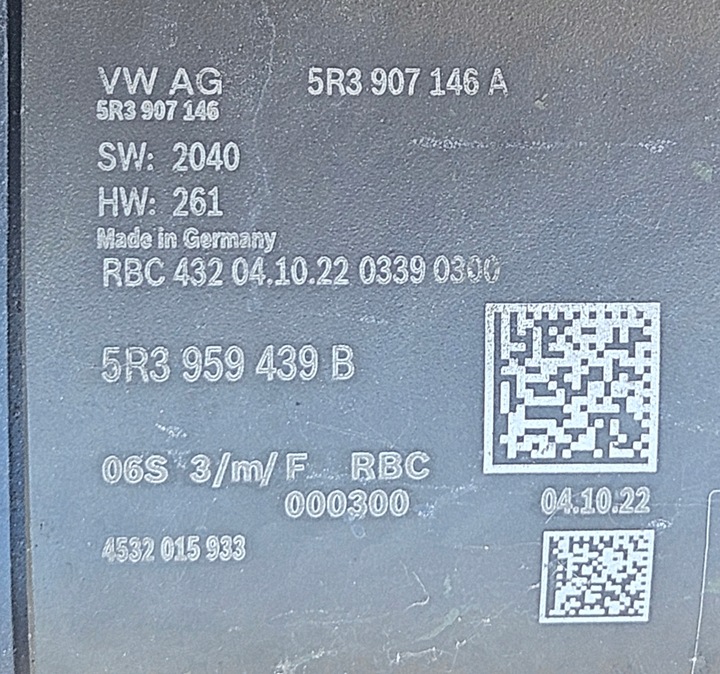 VW AG 5R3 907 146 A
5R3 907 146
SW: 2040
HW: 261
Made in Germany
RBC 432 04.10.22 0339 0300
5R3 959 439 B
06S 3/m/F RBC
000300
04.10.22
4532 015 933